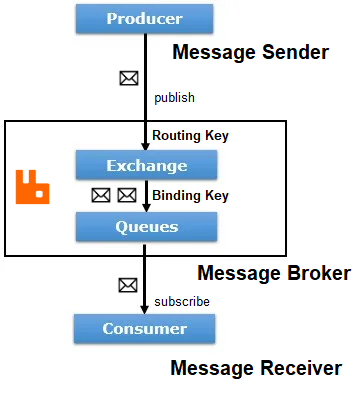 Producer
Message Sender
publish
Routing Key
Exchange
Binding Key
Queues
Message Broker
subscribe
Consumer
Message Receiver